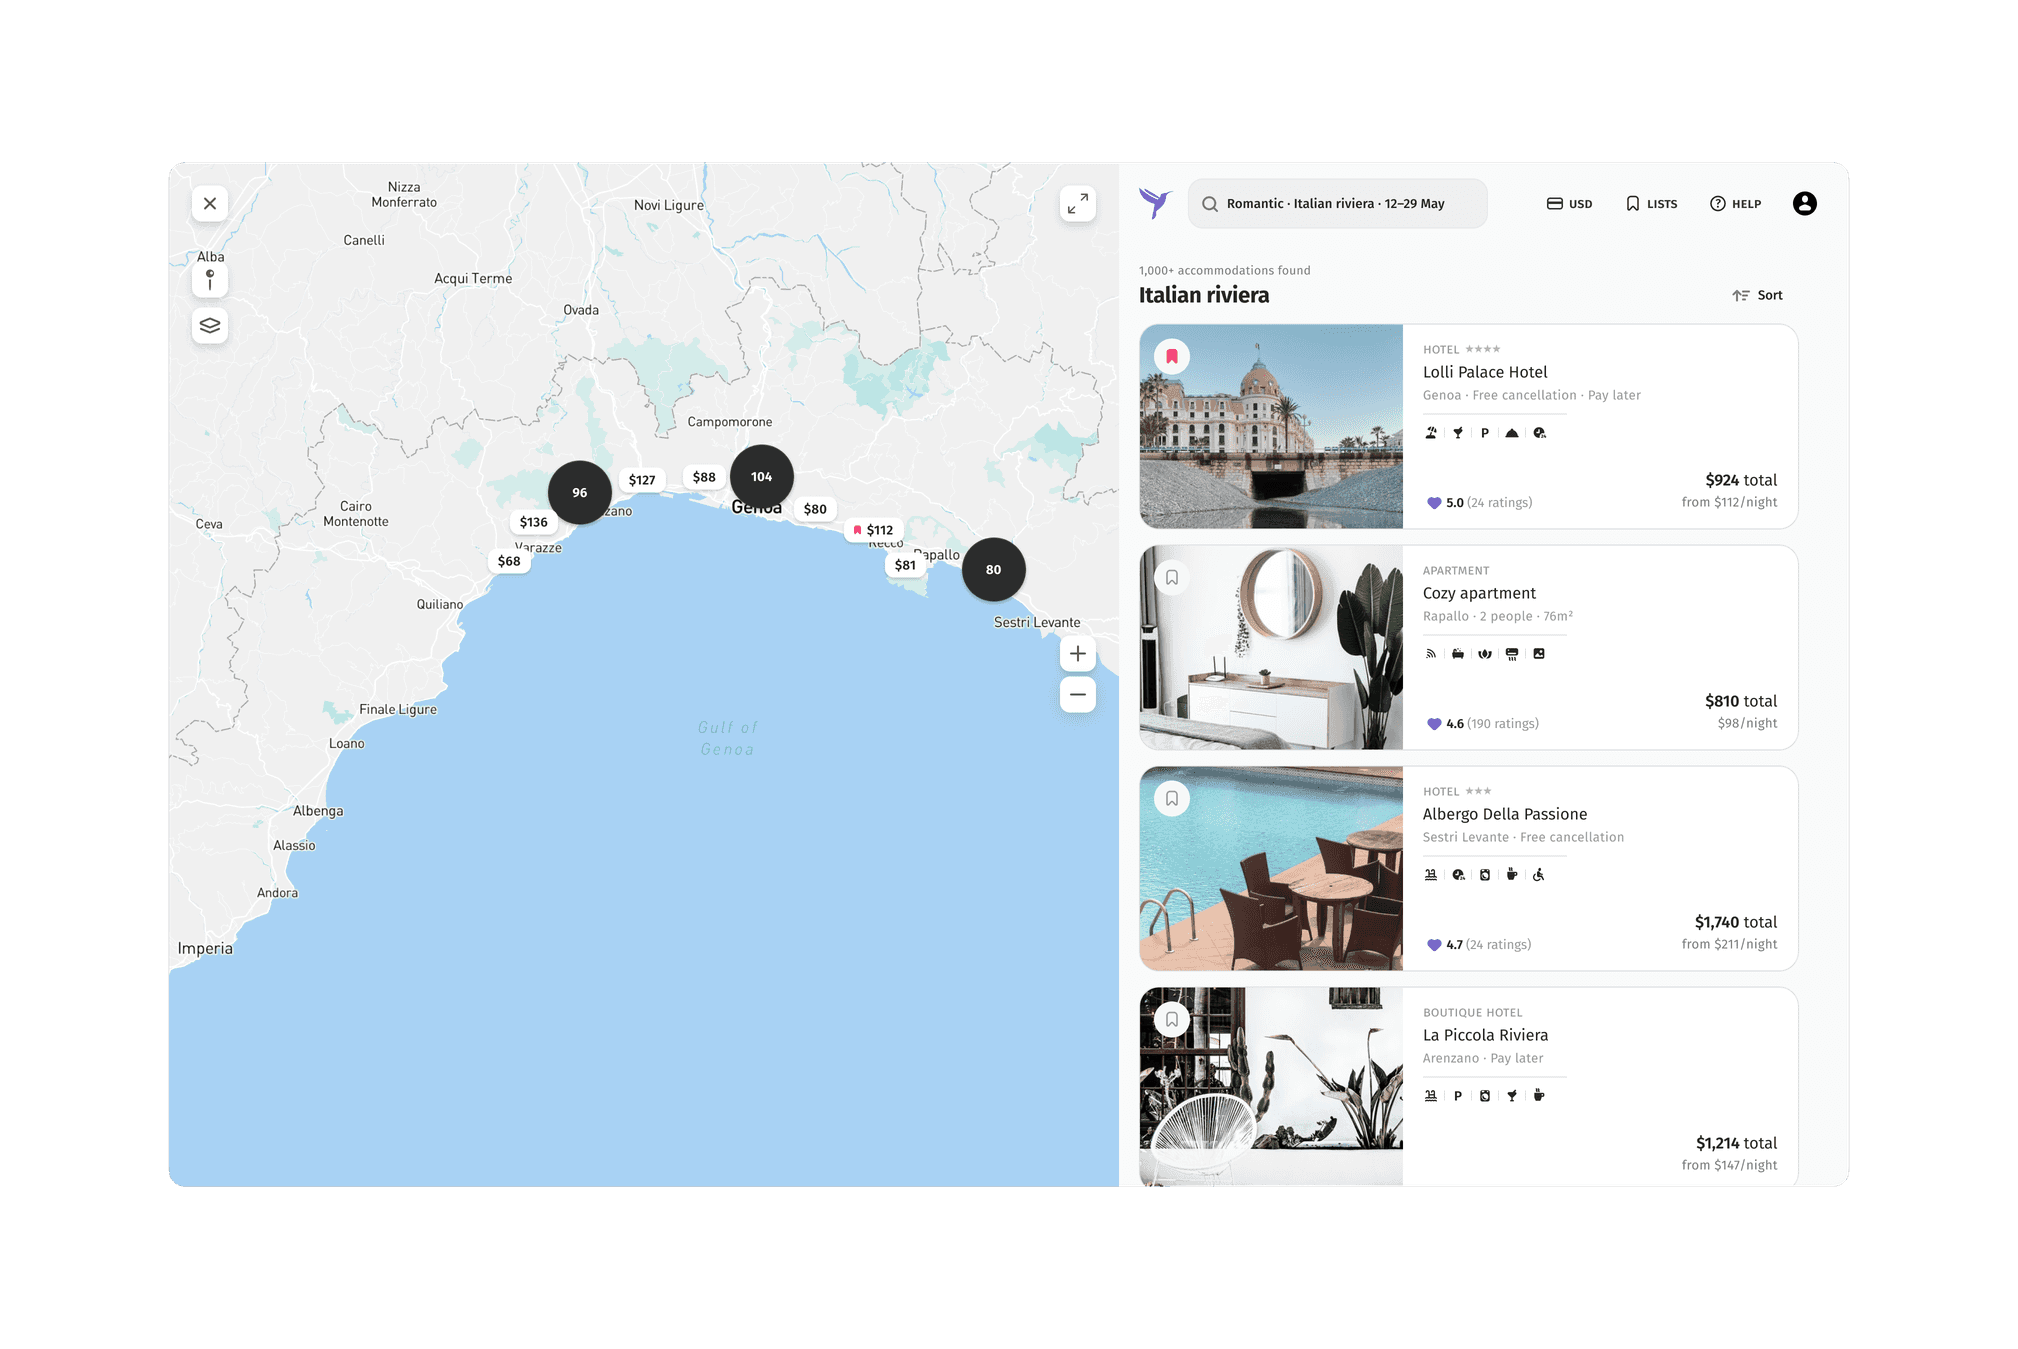 Nizza
Monferrato
Novi Ligure
Canelli
Alba
Acqui Terme
Ovada
Campomorone
96
$127
$88
104
Genoa
zano
$80
$136
$112
Recco
Varazze
$68
Rapallo
$81
80
Cairo
Montenotte
Ceva
Quiliano
Sestri Levante
Finale Ligure
Gulf of
Genoa
Loano
Albenga
Alassio
Andora
Imperia
Romantic · Italian riviera · 12–29 May
USD
LISTS
HELP
1,000+ accommodations found
Italian riviera
Sort
HOTEL ★★★★
Lolli Palace Hotel
Genoa · Free cancellation · Pay later
P
$924 total
5.0 (24 ratings)
from $112/night
APARTMENT
Cozy apartment
Rapallo · 2 people · 76m²
$810 total
4.6 (190 ratings)
$98/night
HOTEL ★★★
Albergo Della Passione
Sestri Levante · Free cancellation
$1,740 total
4.7 (24 ratings)
from $211/night
BOUTIQUE HOTEL
La Piccola Riviera
Arenzano · Pay later
P
$1,214 total
from $147/night